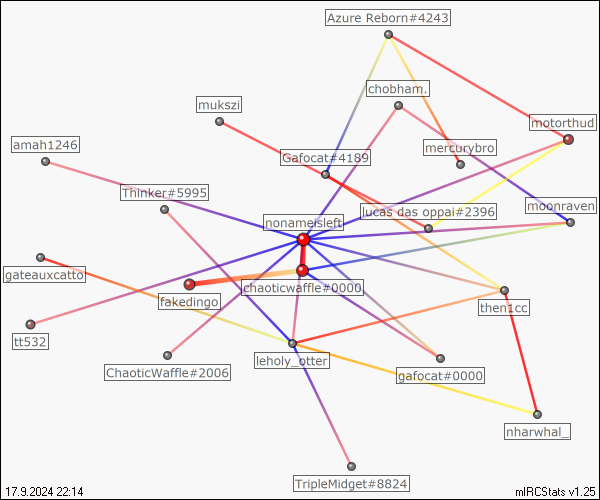 Azure Reborn#4243
chobham.
mukszi
motorthud
amah1246
Gafocat#4189
mercurybro
Thinker#5995
lucas das oppai#2396
moonraven
nonameisleft
gateauxcatto
chaoticwaffle#0000
fakedingo
then1cc
tt532
leholy_otter
ChaoticWaffle#2006
gafocat#0000
nharwhal_
TripleMidget#8824
17.9.2024 22:14
mIRCStats v1.25